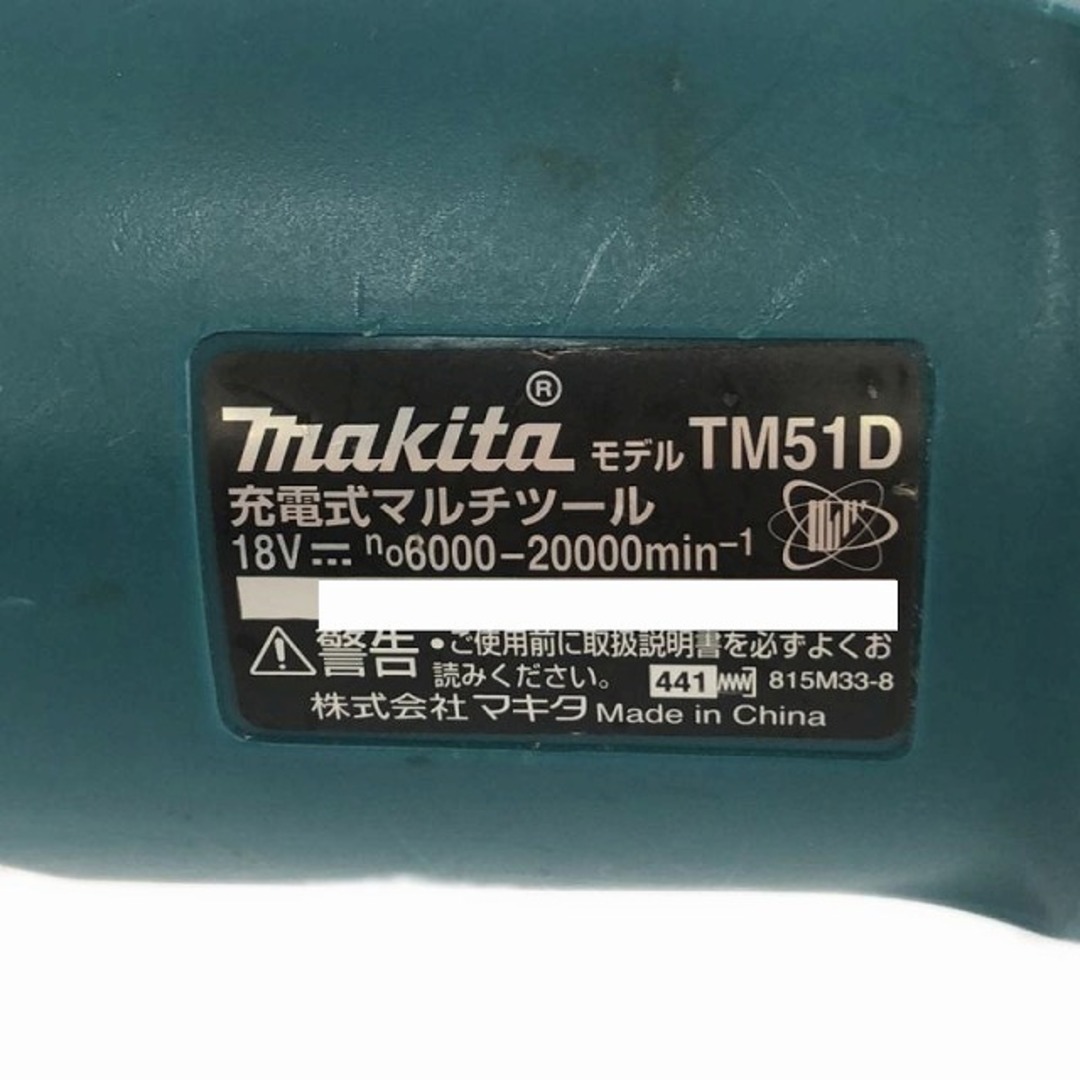 makita® モデル TM51D
充電式マルチツール
18V⎓ n₀6000-20000min⁻¹
⚠警告 •ご使用前に取扱説明書を必ずよくお
読みください。 441 815M33-8
株式会社マキタ Made in China